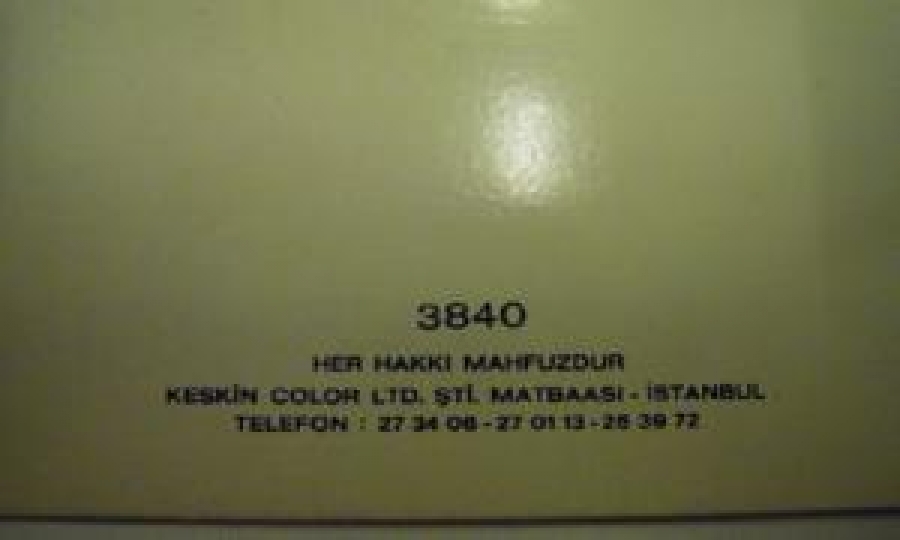 3840
HER HAKKI MAHFUZDUR
KESKİN COLOR LTD. ŞTİ. MATBAASI - İSTANBUL
TELEFON : 27 34 08 - 27 01 13 - 26 39 72